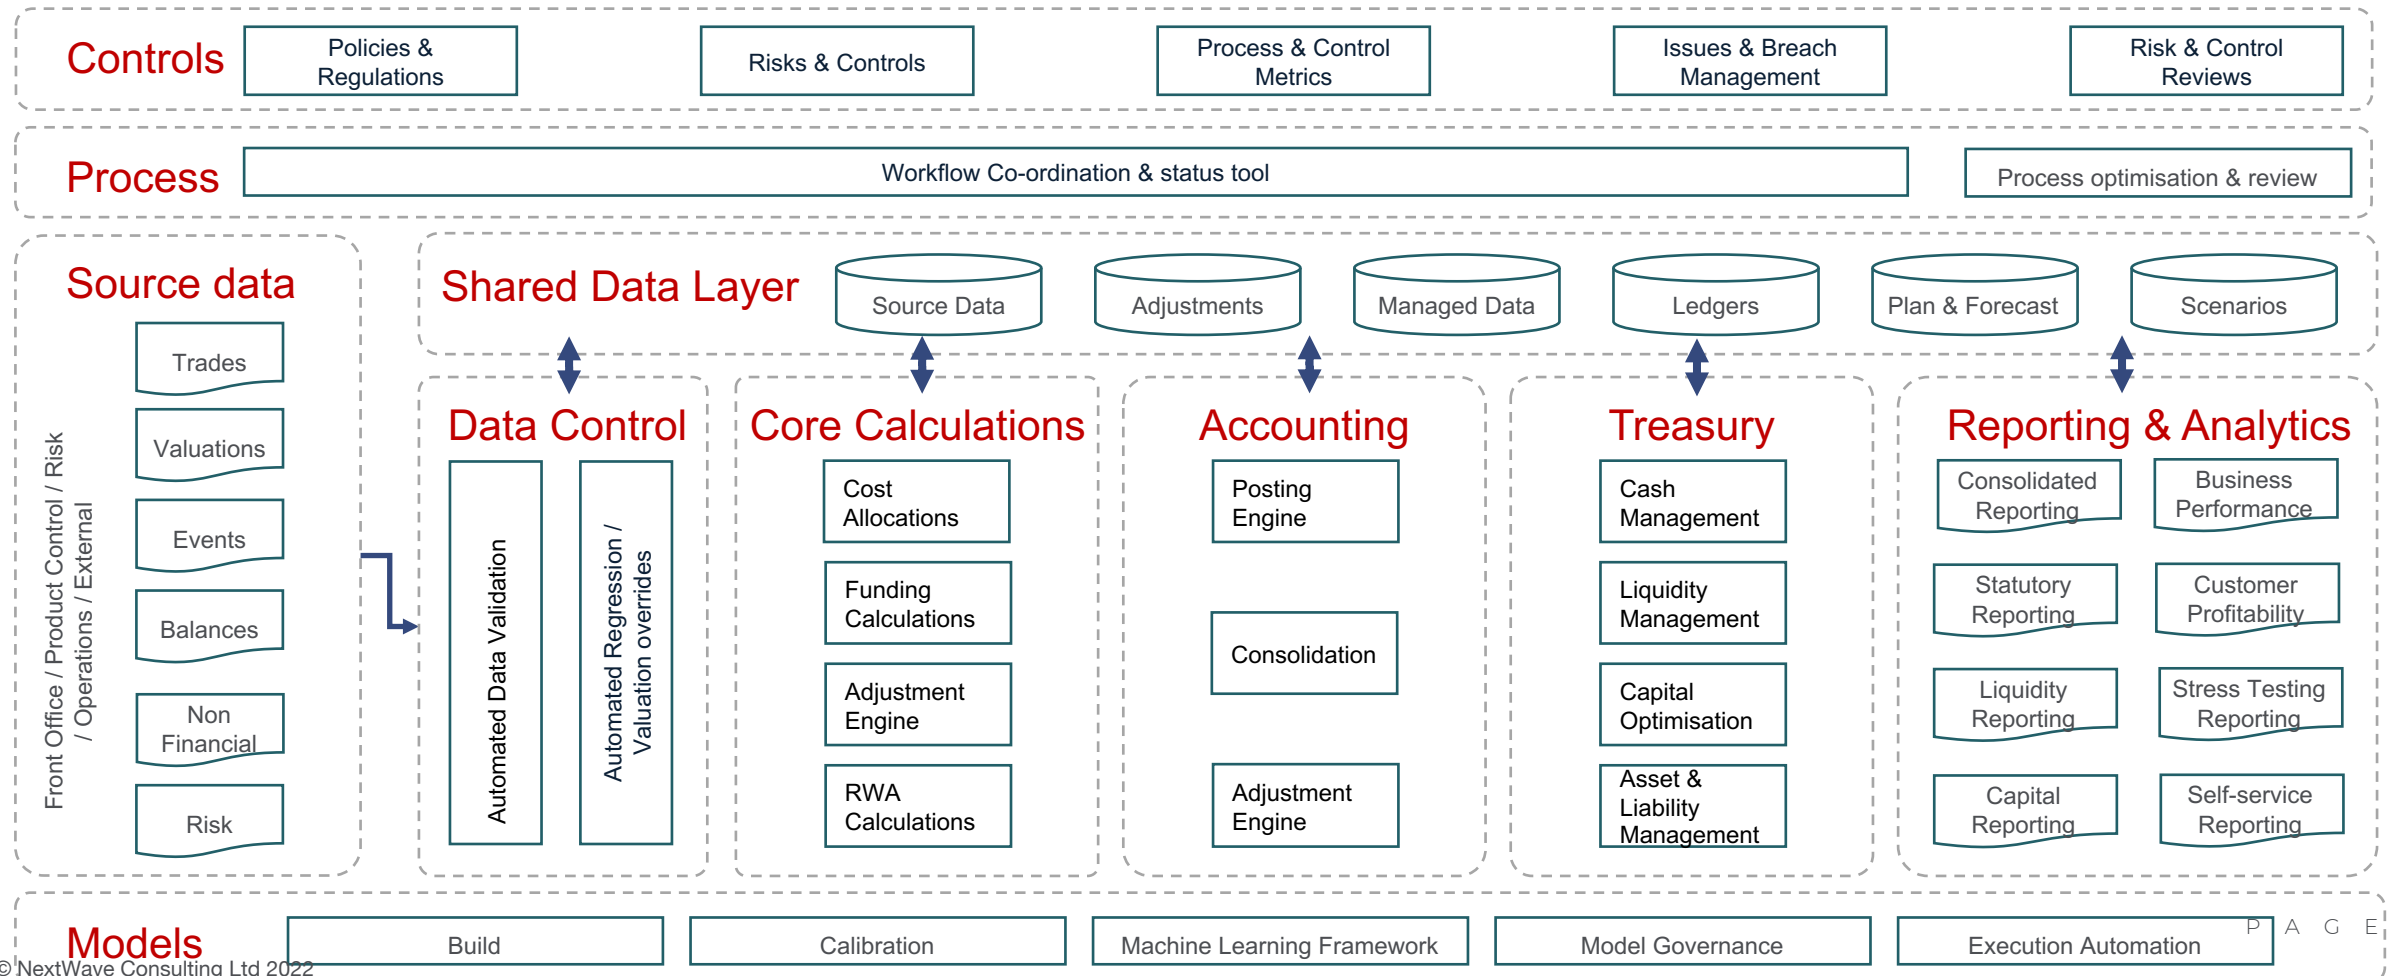 Controls
Policies &
Regulations
Risks & Controls
Process & Control
Metrics
Issues & Breach
Management
Risk & Control
Reviews
Process
Workflow Co-ordination & status tool
Process optimisation & review
Source data
Front Office / Product Control / Risk
/ Operations / External
Trades
Valuations
Events
Balances
Non
Financial
Risk
Shared Data Layer
Source Data
Adjustments
Managed Data
Ledgers
Plan & Forecast
Scenarios
Data Control
Automated Data Validation
Automated Regression /
Valuation overrides
Core Calculations
Cost
Allocations
Funding
Calculations
Adjustment
Engine
RWA
Calculations
Accounting
Posting
Engine
Consolidation
Adjustment
Engine
Treasury
Cash
Management
Liquidity
Management
Capital
Optimisation
Asset &
Liability
Management
Reporting & Analytics
Consolidated
Reporting
Business
Performance
Statutory
Reporting
Customer
Profitability
Liquidity
Reporting
Stress Testing
Reporting
Capital
Reporting
Self-service
Reporting
Models
Build
Calibration
Machine Learning Framework
Model Governance
Execution Automation
PAGE
© NextWave Consulting Ltd 2022